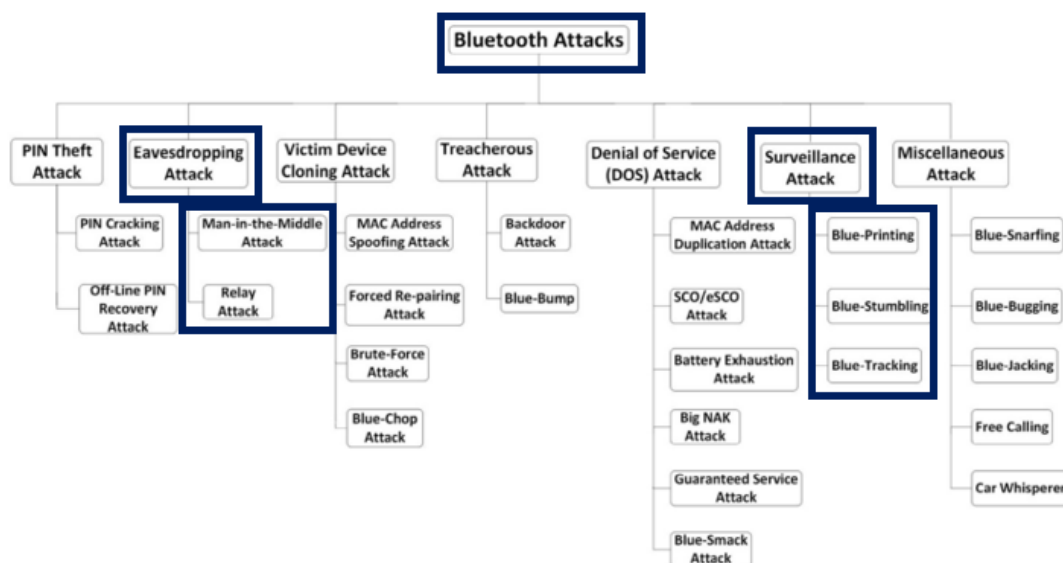 Bluetooth Attacks
PIN Theft
Attack
Eavesdropping
Attack
Victim Device
Cloning Attack
Treacherous
Attack
Denial of Service
(DOS) Attack
Surveillance
Attack
Miscellaneous
Attack
PIN Cracking
Attack
Off-Line PIN
Recovery
Attack
Man-in-the-Middle
Attack
Relay
Attack
MAC Address
Spoofing Attack
Forced Re-pairing
Attack
Brute-Force
Attack
Blue-Chop
Attack
Backdoor
Attack
Blue-Bump
MAC Address
Duplication Attack
SCO/eSCO
Attack
Battery Exhaustion
Attack
Big NAK
Attack
Guaranteed Service
Attack
Blue-Smack
Attack
Blue-Printing
Blue-Stumbling
Blue-Tracking
Blue-Snarfing
Blue-Bugging
Blue-Jacking
Free Calling
Car Whisperer